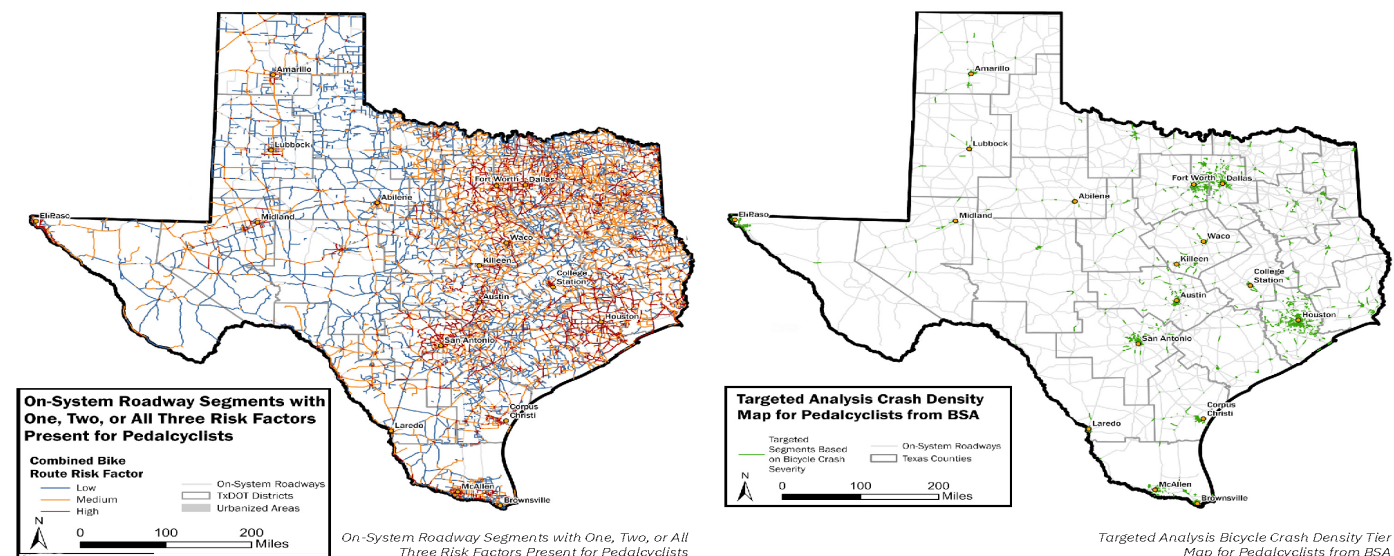 Amarillo
Lubbock
Fort Worth
Dallas
Abilene
El Paso
Midland
Waco
Killeen
College
Station
Austin
Houston
San Antonio
Corpus
Christi
Laredo
McAllen
Brownsville
On-System Roadway Segments with
One, Two, or All Three Risk Factors
Present for Pedalcyclists
Combined Bike
Route Risk Factor
Low
Medium
High
On-System Roadways
TxDOT Districts
Urbanized Areas
N
0 100 200
Miles
On-System Roadway Segments with One, Two, or All
Three Risk Factors Present for Pedalcyclists
Amarillo
Lubbock
Fort Worth
Dallas
Abilene
El Paso
Midland
Waco
Killeen
College
Station
Austin
Houston
San Antonio
Corpus
Christi
Laredo
McAllen
Brownsville
Targeted Analysis Crash Density
Map for Pedalcyclists from BSA
Targeted
Segments Based
on Bicycle Crash
Severity
On-System Roadways
Texas Counties
N
0 100 200
Miles
Targeted Analysis Bicycle Crash Density Tier
Map for Pedalcyclists from BSA